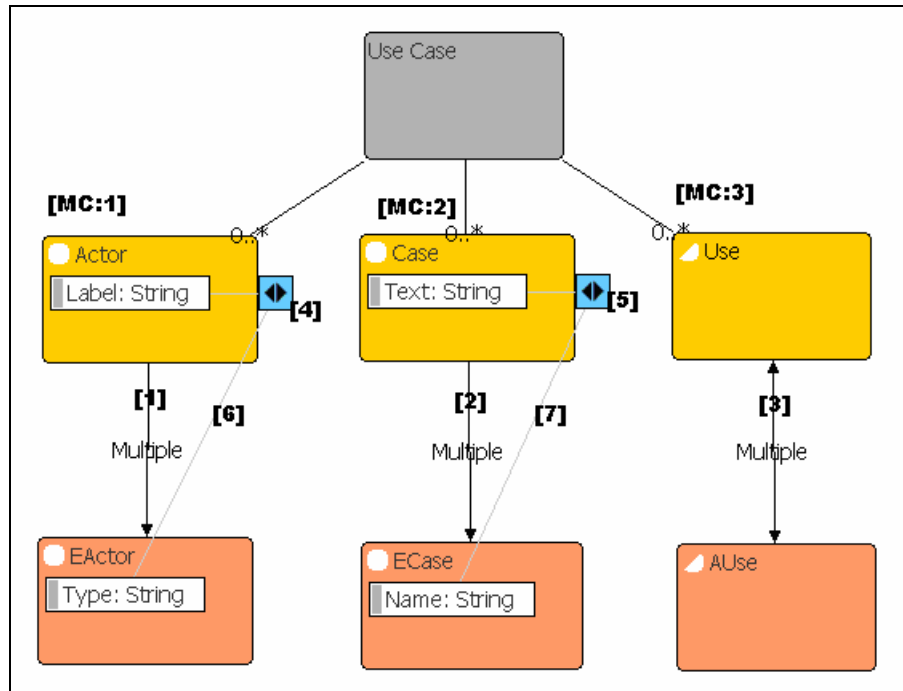 Use Case
[MC:1]
[MC:2]
[MC:3]
0..*
0..*
0..*
Actor
Case
Use
Label: String
Text: String
[4]
[5]
[1]
[6]
[2]
[7]
[3]
Multiple
Multiple
Multiple
EActor
ECase
AUse
Type: String
Name: String